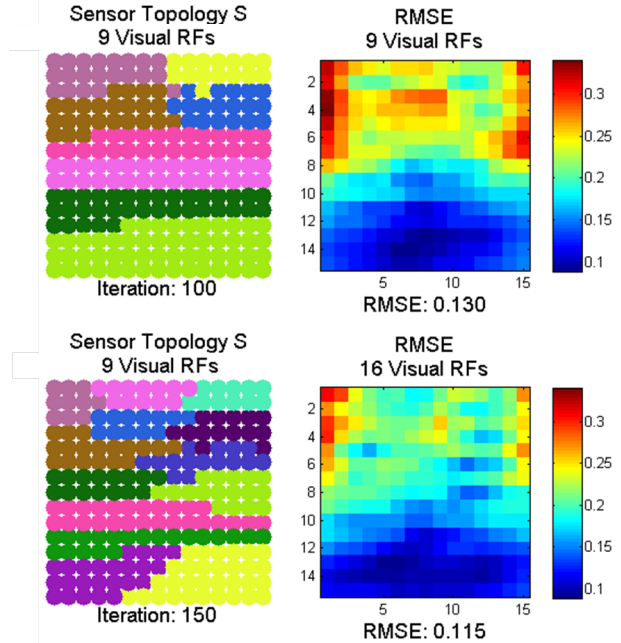 Sensor Topology S
9 Visual RFs
Iteration: 100
RMSE
9 Visual RFs
2
4
6
8
10
12
14
5
10
15
0.3
0.25
0.2
0.15
0.1
RMSE: 0.130
Sensor Topology S
9 Visual RFs
Iteration: 150
RMSE
16 Visual RFs
2
4
6
8
10
12
14
5
10
15
0.3
0.25
0.2
0.15
0.1
RMSE: 0.115